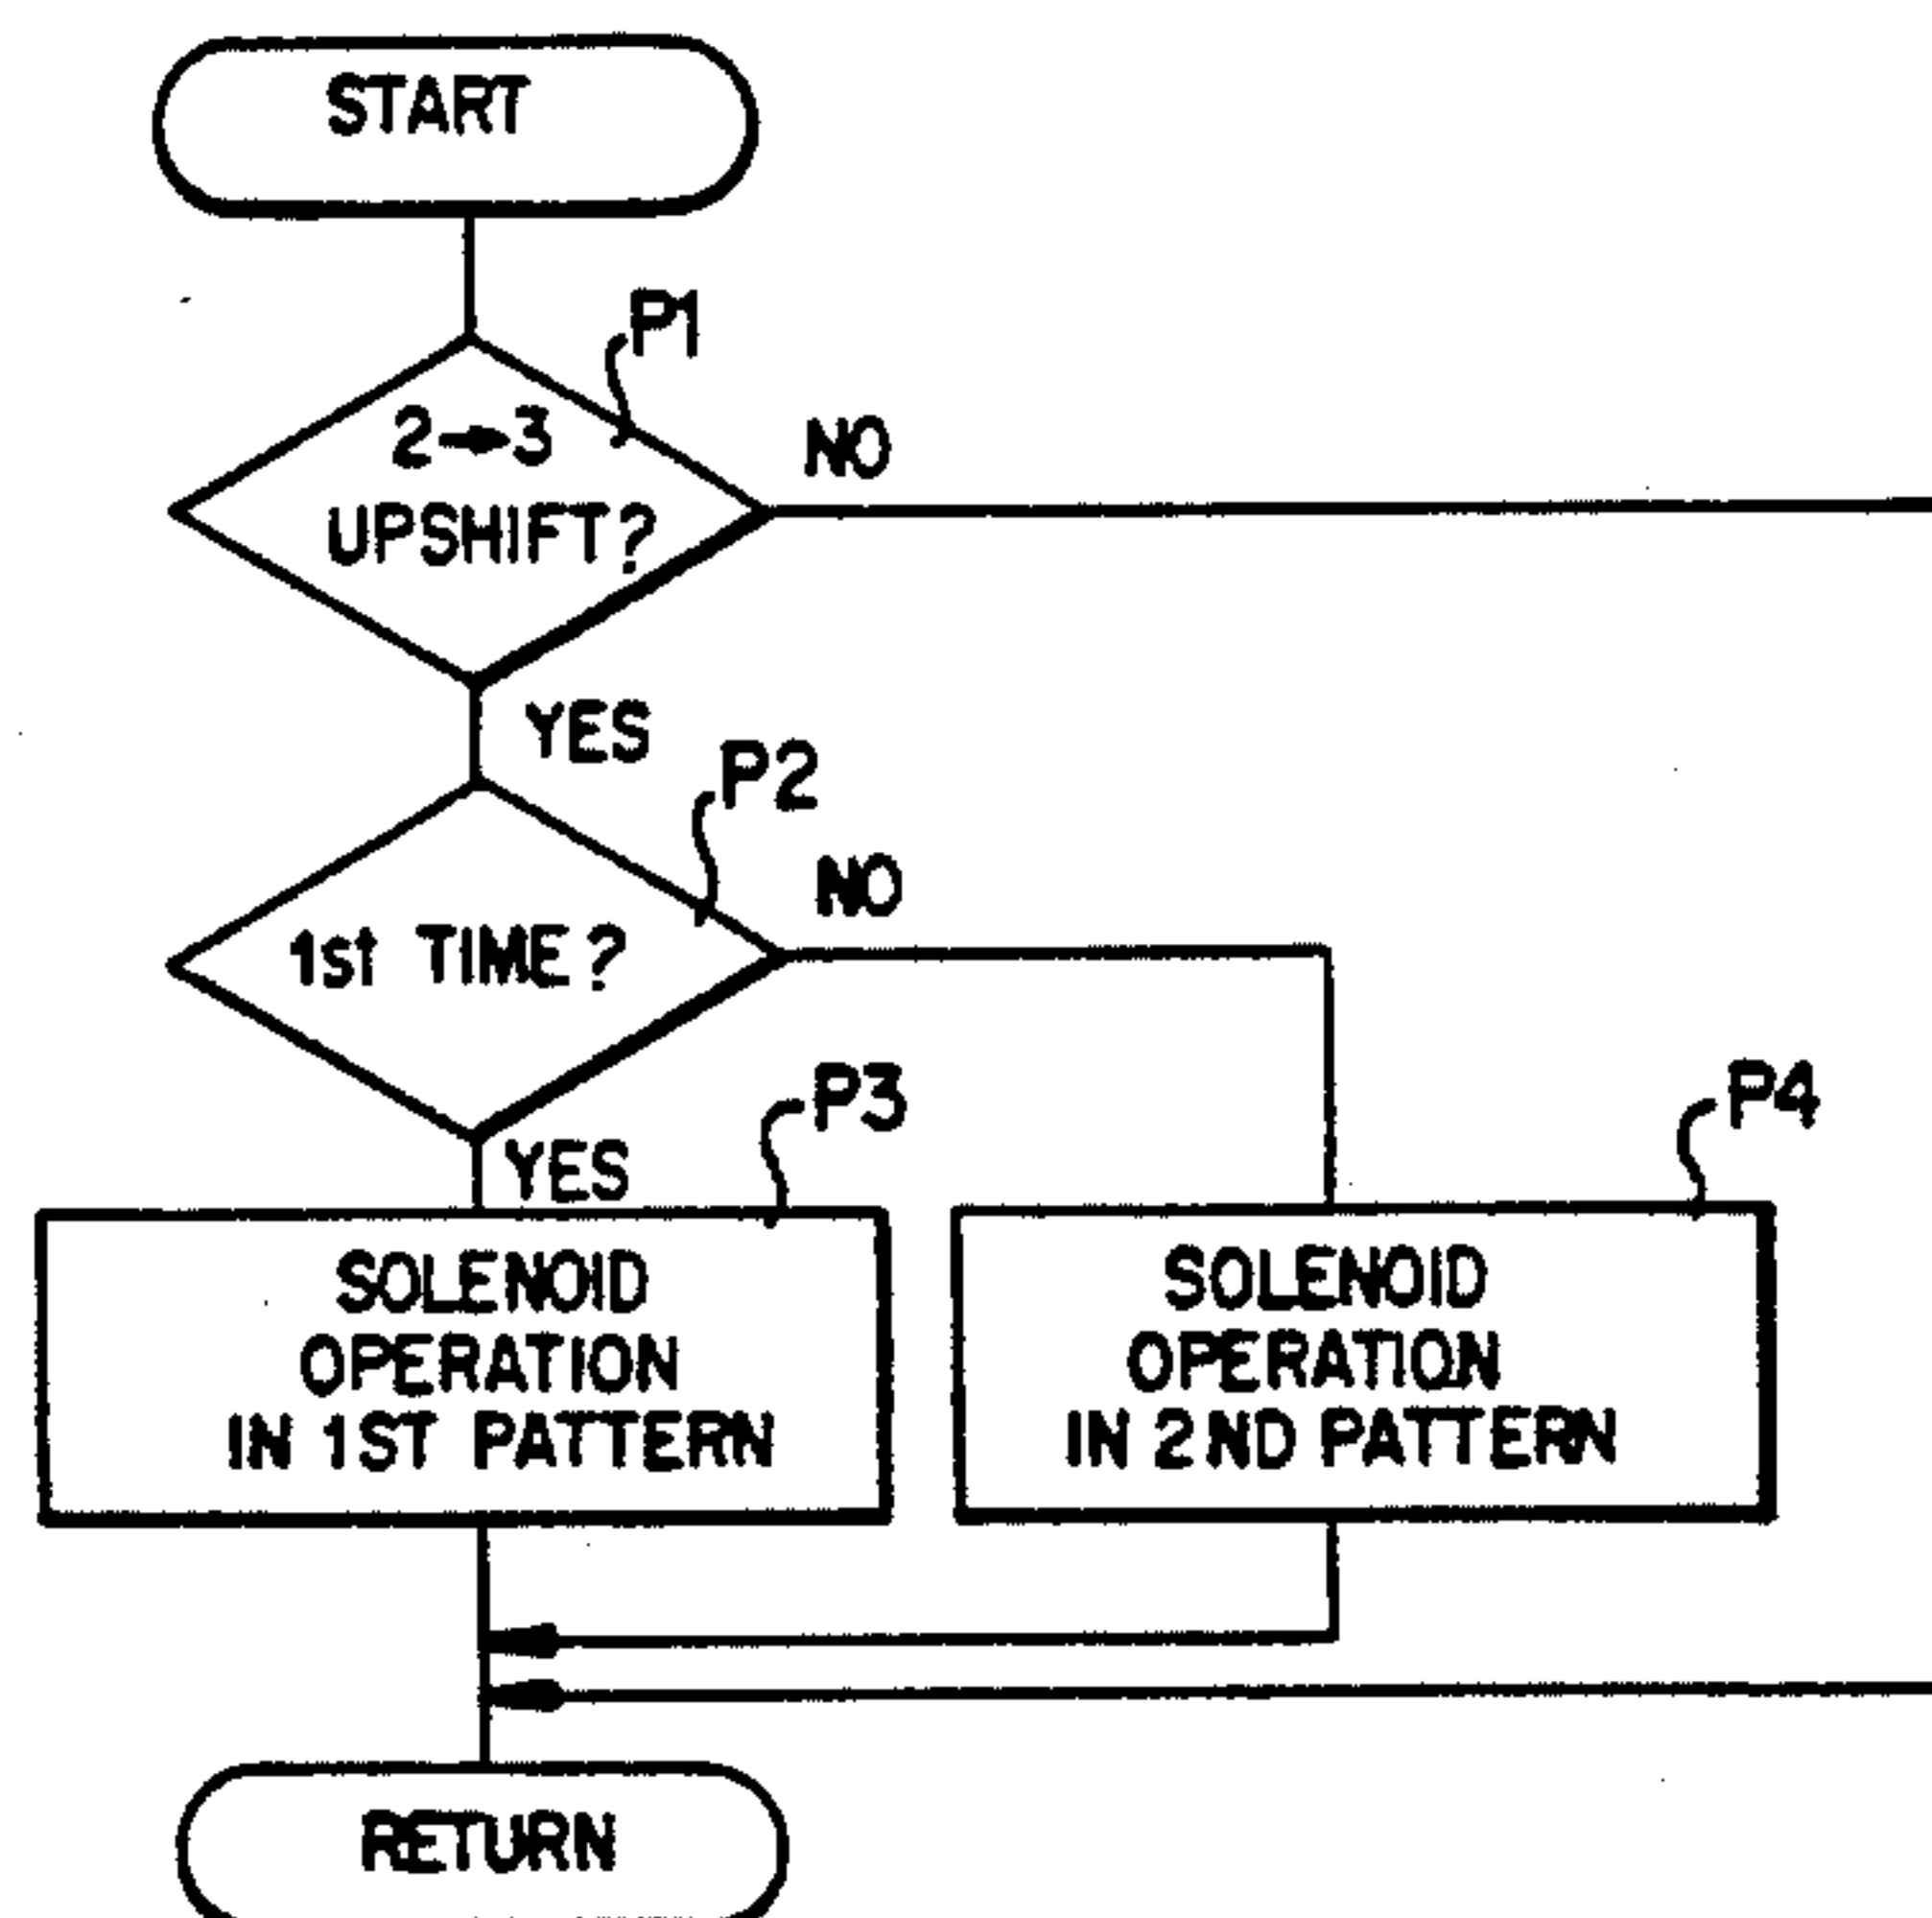 START
P1
2→3
NO
UPSHIFT?
YES
P2
NO
1st TIME?
P3
P4
YES
SOLENOID
OPERATION
IN 1ST PATTERN
SOLENOID
OPERATION
IN 2ND PATTERN
RETURN